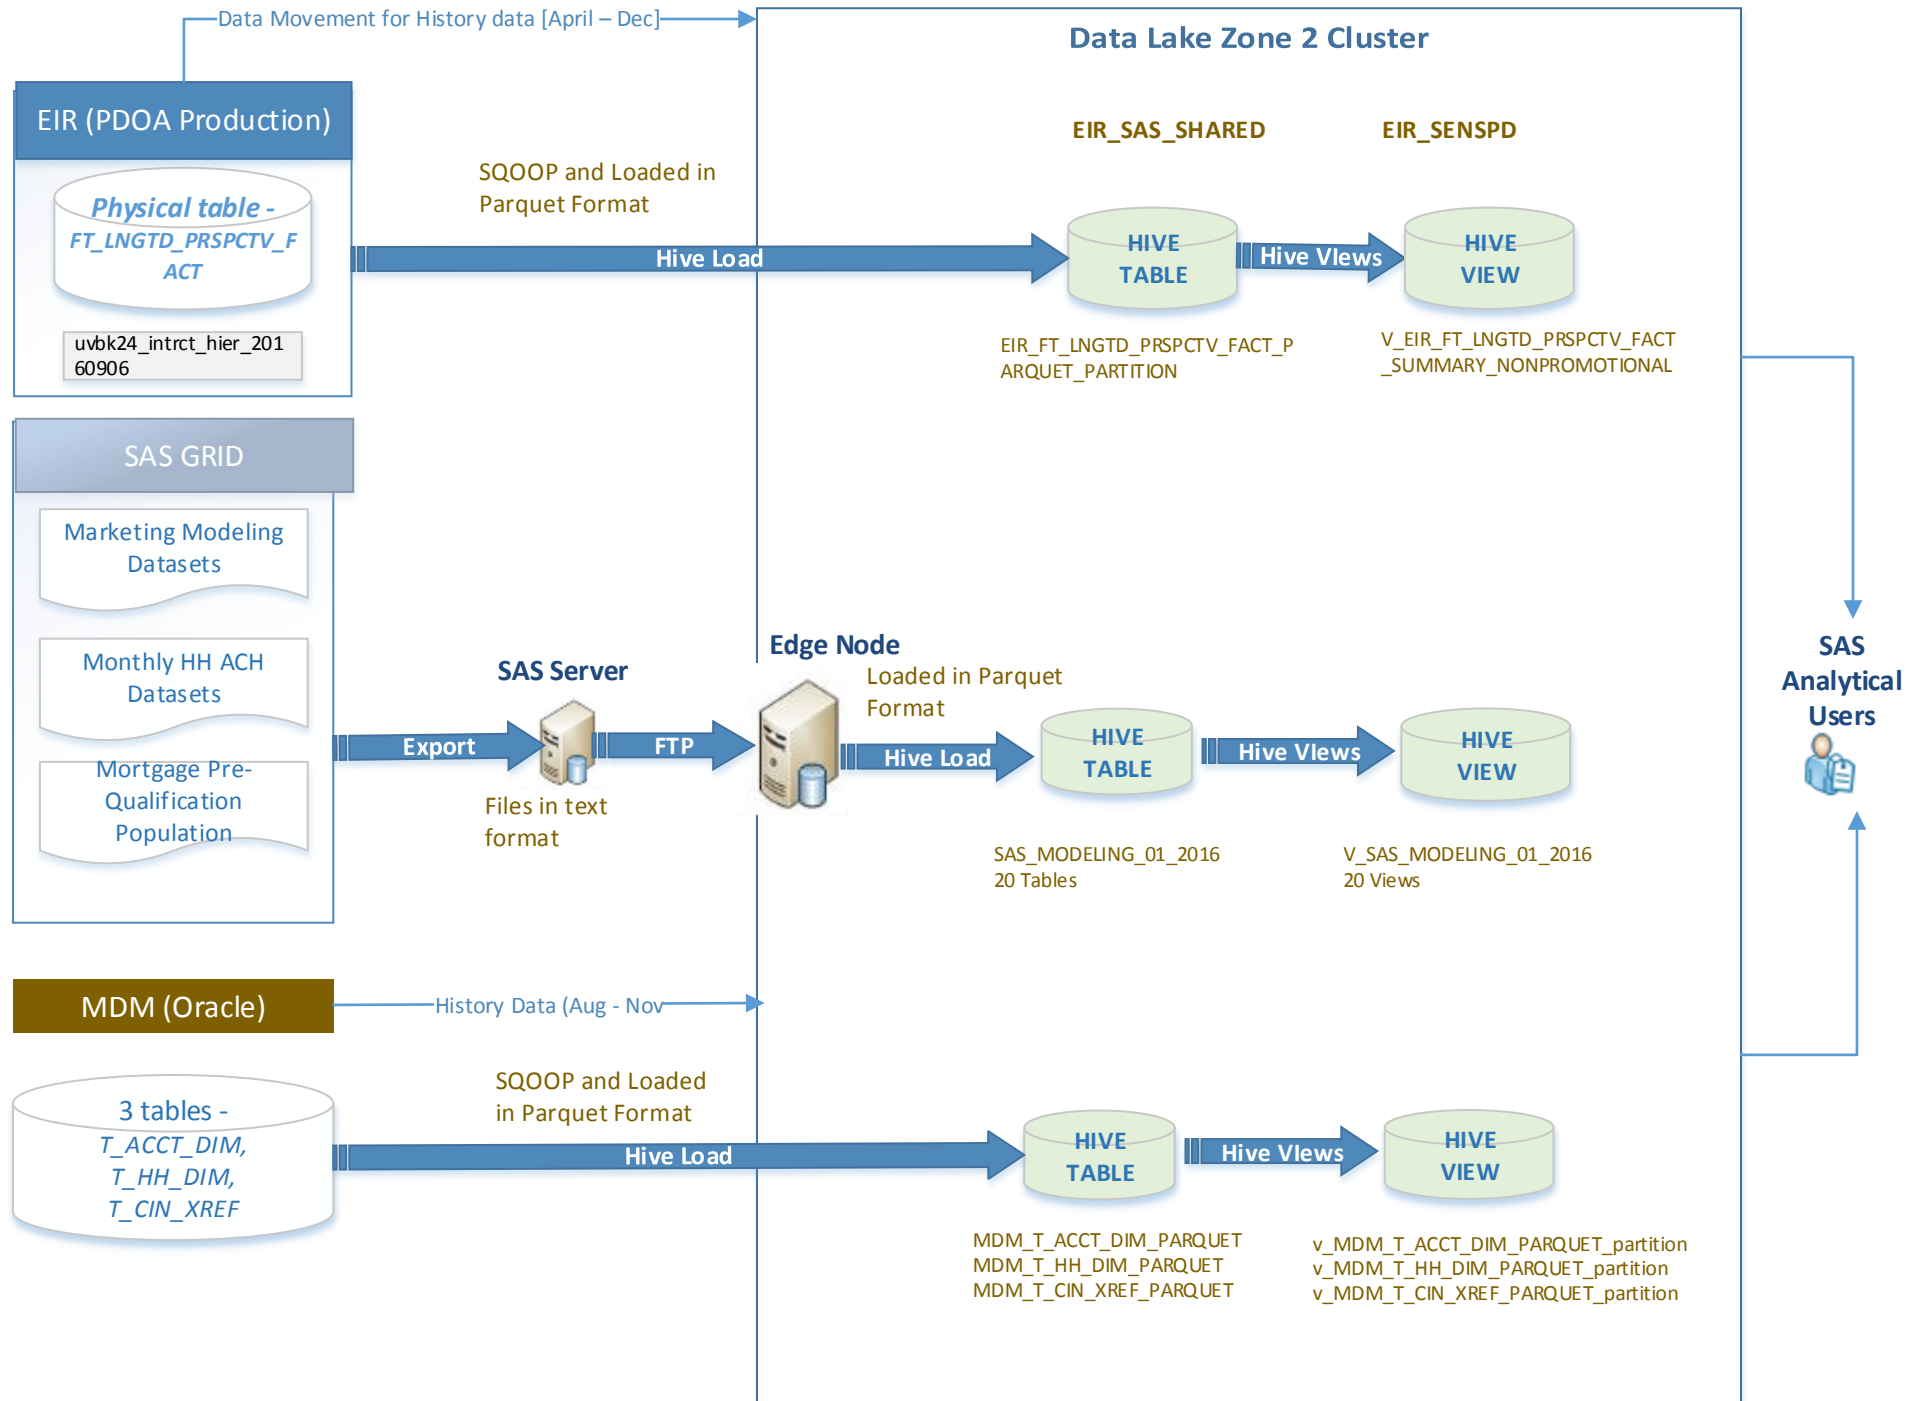 Data Movement for History data [April – Dec]
Data Lake Zone 2 Cluster
EIR (PDOA Production)
EIR_SAS_SHARED
EIR_SENSPD
SQOOP and Loaded in
Parquet Format
Physical table -
FT_LNGTD_PRSPCTV_F
ACT
Hive Load
HIVE
TABLE
Hive VIews
HIVE
VIEW
uvbk24_intrct_hier_201
60906
EIR_FT_LNGTD_PRSPCTV_FACT_P
ARQUET_PARTITION
V_EIR_FT_LNGTD_PRSPCTV_FACT
_SUMMARY_NONPROMOTIONAL
SAS GRID
Marketing Modeling
Datasets
Monthly HH ACH
Datasets
Mortgage Pre-
Qualification
Population
Export
SAS Server
Files in text
format
FTP
Edge Node
Loaded in Parquet
Format
Hive Load
HIVE
TABLE
Hive VIews
HIVE
VIEW
SAS_MODELING_01_2016
20 Tables
V_SAS_MODELING_01_2016
20 Views
SAS
Analytical
Users
MDM (Oracle)
History Data (Aug - Nov
SQOOP and Loaded
in Parquet Format
3 tables -
T_ACCT_DIM,
T_HH_DIM,
T_CIN_XREF
Hive Load
HIVE
TABLE
Hive VIews
HIVE
VIEW
MDM_T_ACCT_DIM_PARQUET
MDM_T_HH_DIM_PARQUET
MDM_T_CIN_XREF_PARQUET
v_MDM_T_ACCT_DIM_PARQUET_partition
v_MDM_T_HH_DIM_PARQUET_partition
v_MDM_T_CIN_XREF_PARQUET_partition